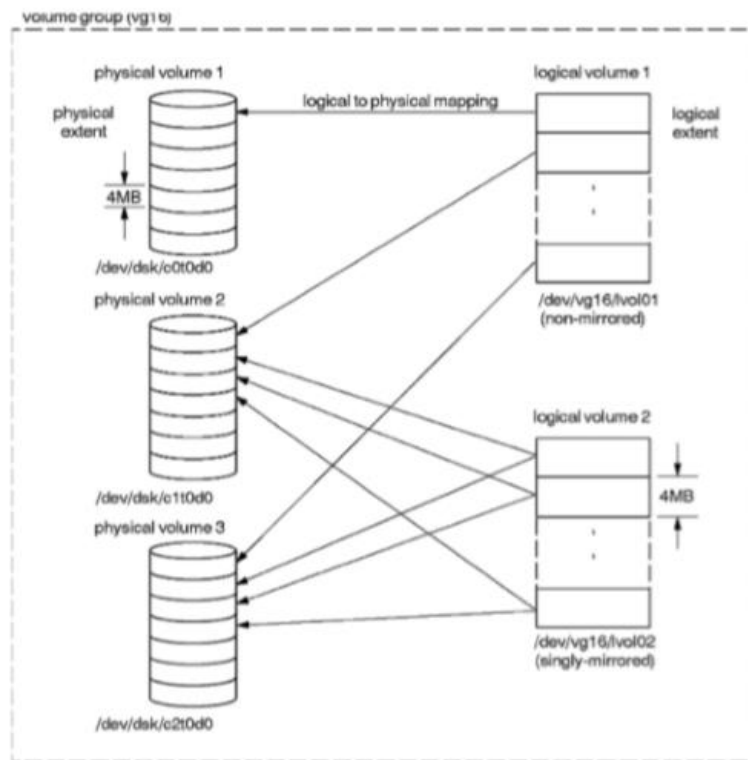 volume group (vg16)
physical volume 1
logical volume 1
physical
extent
logical to physical mapping
logical
extent
4MB
/dev/dsk/c0t0d0
physical volume 2
/dev/vg16/lvol01
(non-mirrored)
logical volume 2
4MB
/dev/dsk/c1t0d0
physical volume 3
/dev/vg16/lvol02
(singly-mirrored)
/dev/dsk/c2t0d0